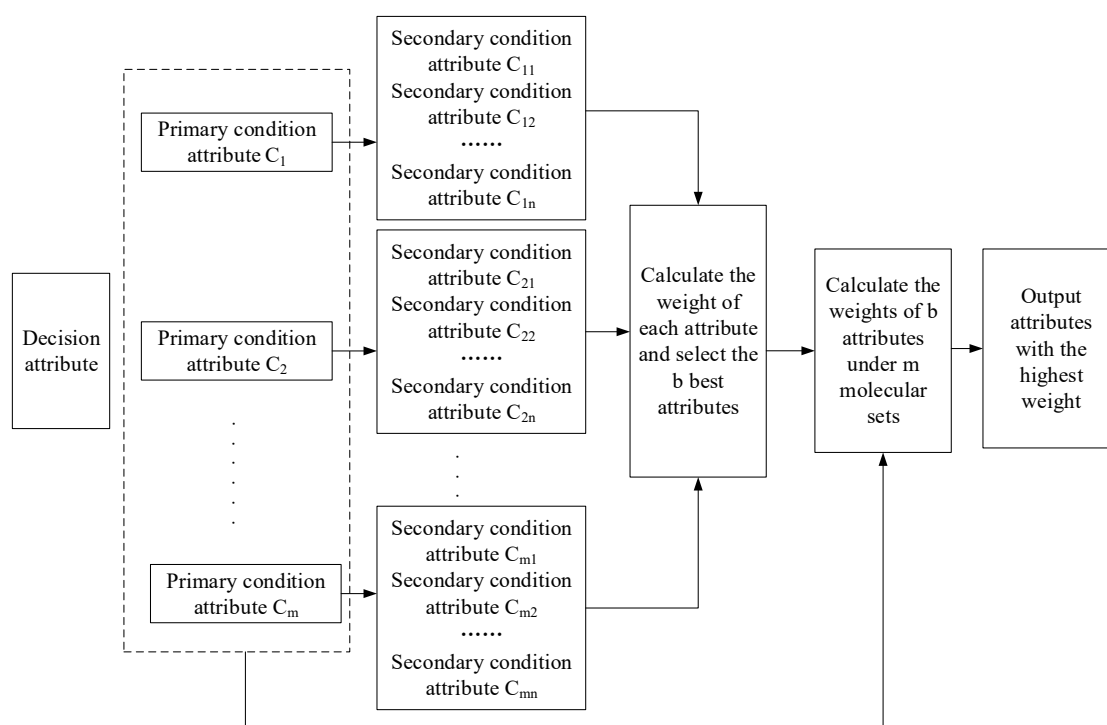 Decision
attribute
Primary condition
attribute C₁
Primary condition
attribute C₂
Primary condition
attribute Cₘ
Secondary condition
attribute C₁₁
Secondary condition
attribute C₁₂
······
Secondary condition
attribute C₁ₙ
Secondary condition
attribute C₂₁
Secondary condition
attribute C₂₂
······
Secondary condition
attribute C₂ₙ
Secondary condition
attribute Cₘ₁
Secondary condition
attribute Cₘ₂
······
Secondary condition
attribute Cₘₙ
Calculate the
weight of
each attribute
and select the
b best
attributes
Calculate the
weights of b
attributes
under m
molecular
sets
Output
attributes
with the
highest
weight